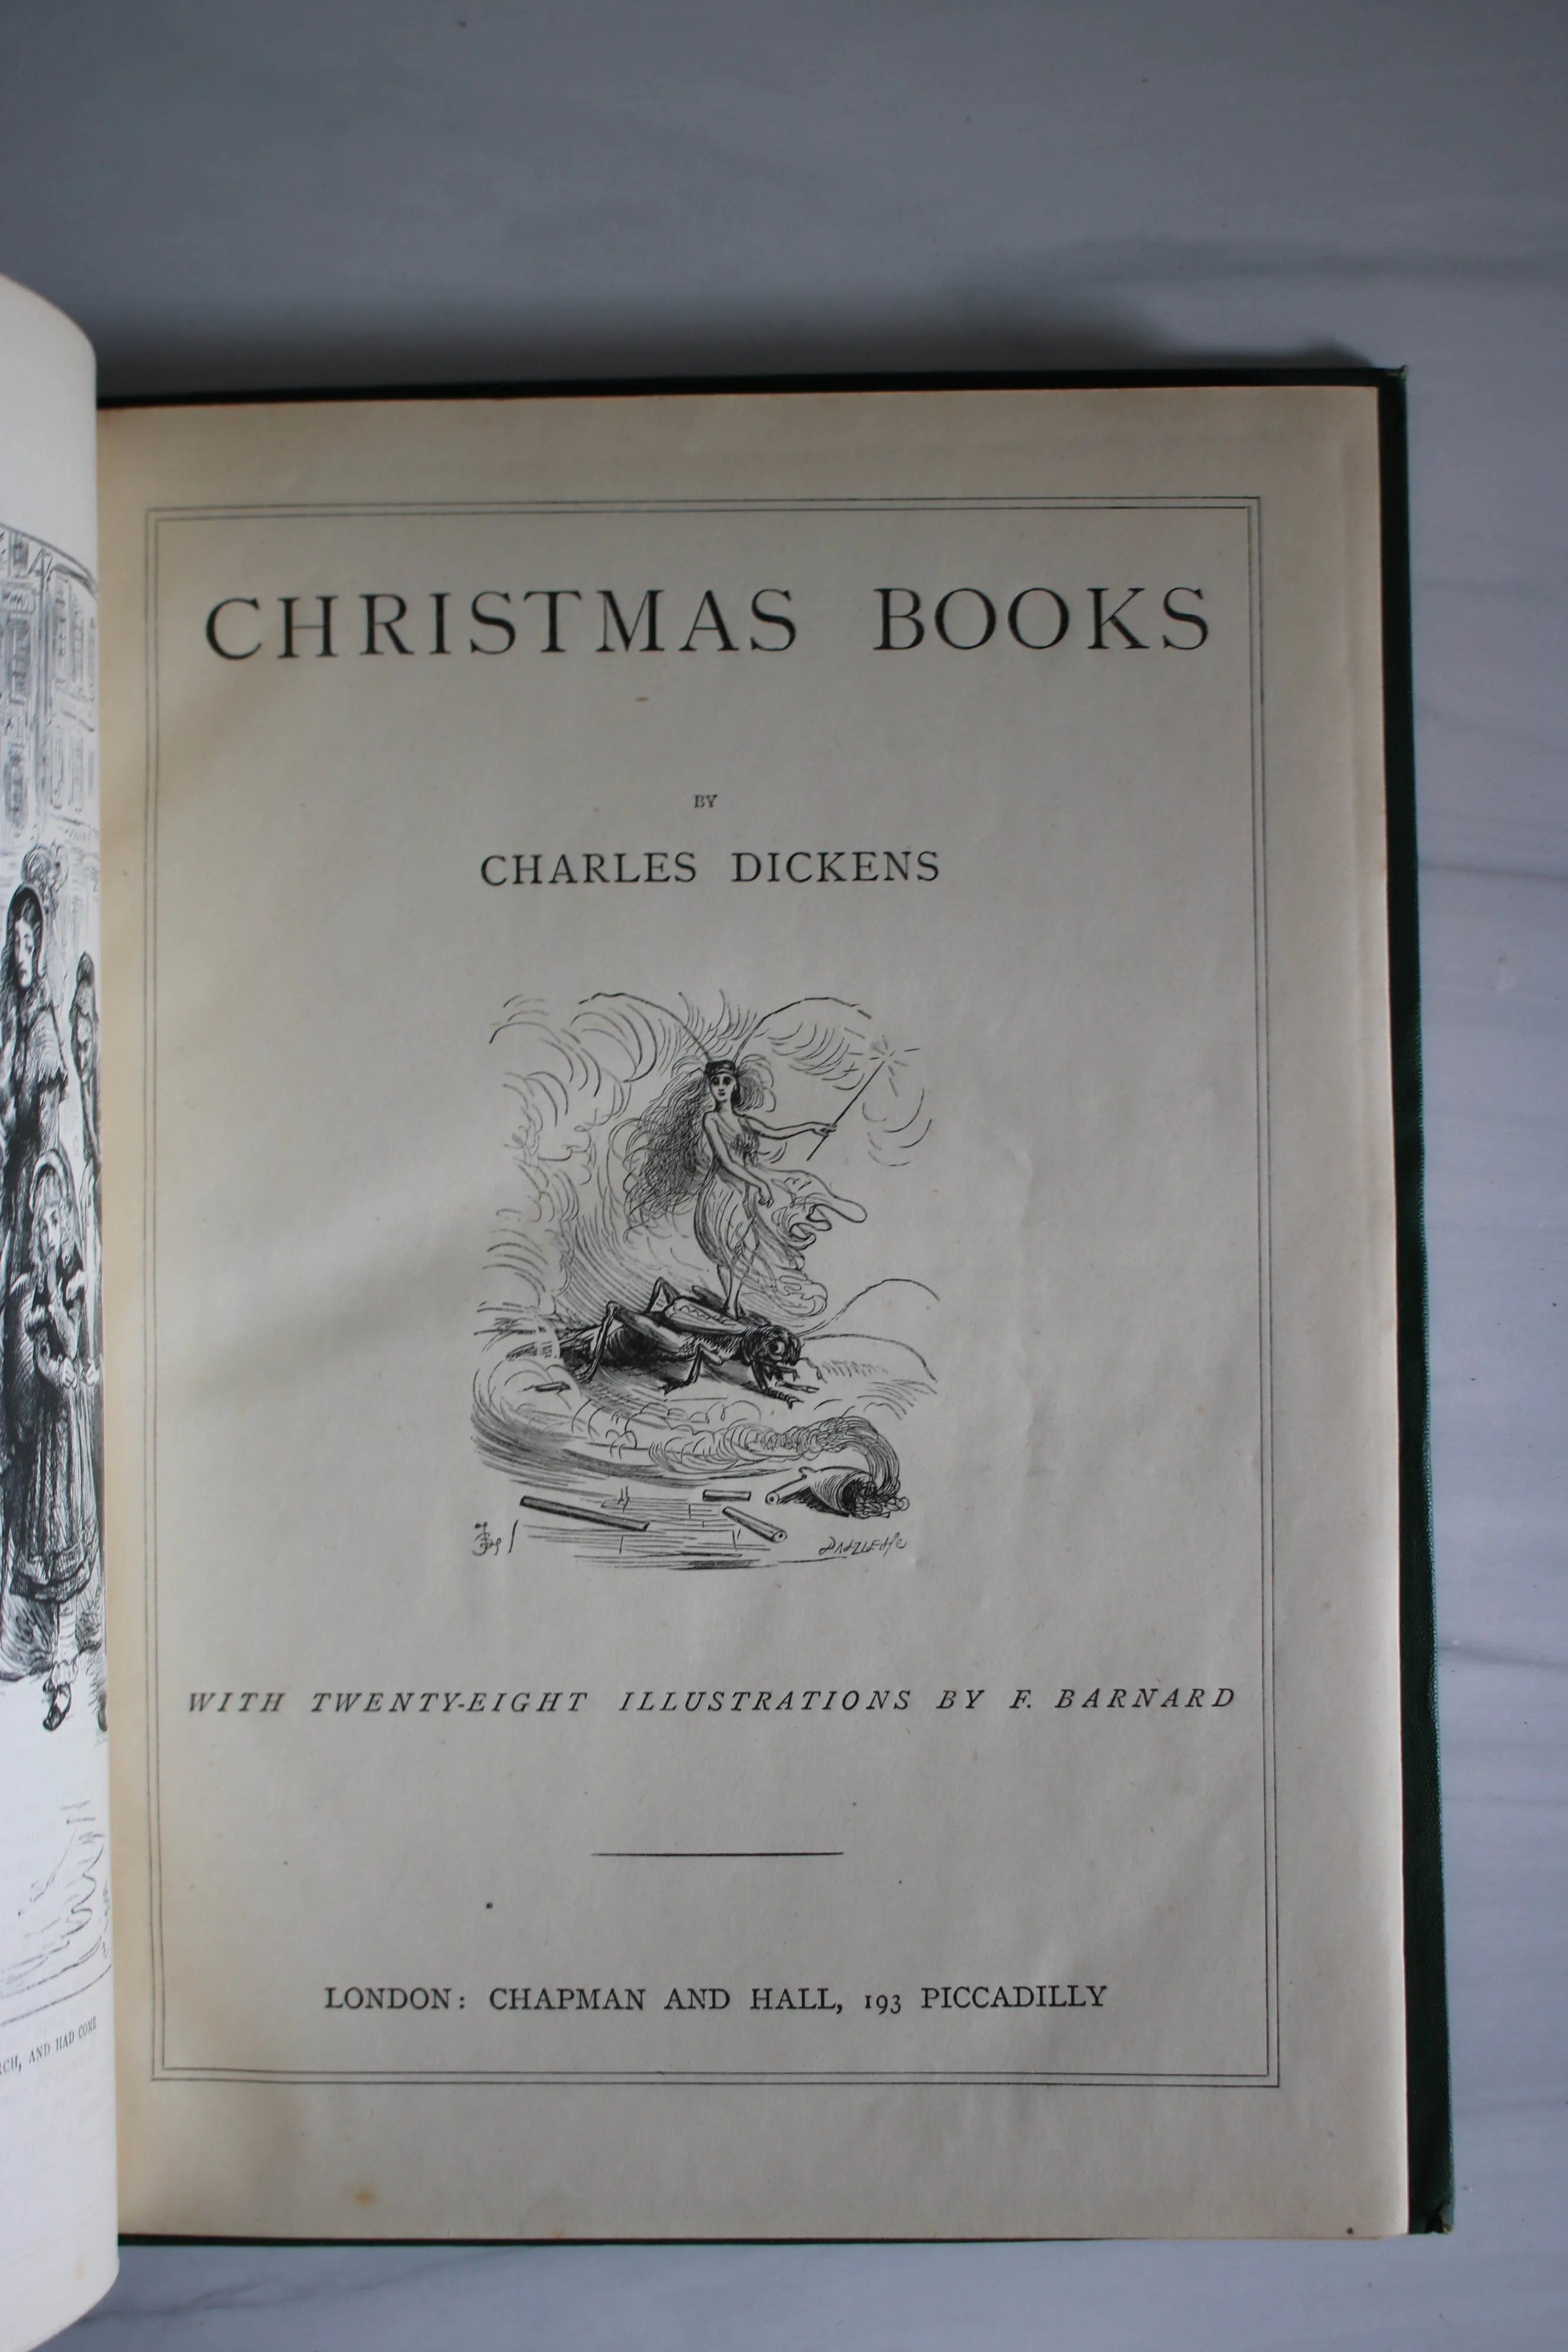 CHRISTMAS BOOKS
BY
CHARLES DICKENS
WITH TWENTY-EIGHT ILLUSTRATIONS BY F. BARNARD
LONDON: CHAPMAN AND HALL, 193 PICCADILLY
RCH, AND HAD COME